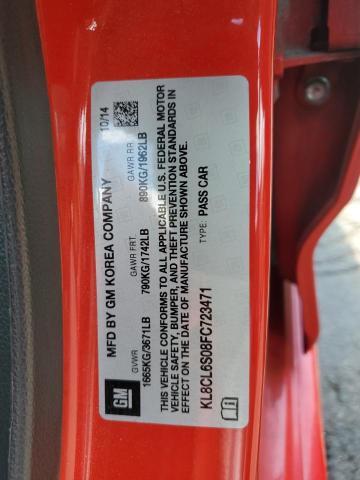 MFD BY GM KOREA COMPANY 10/14
GVWR GAWR FRT GAWR RR
1665KG/3671LB 790KG/1742LB 890KG/1962LB
THIS VEHICLE CONFORMS TO ALL APPLICABLE U.S. FEDERAL MOTOR
VEHICLE SAFETY, BUMPER, AND THEFT PREVENTION STANDARDS IN
EFFECT ON THE DATE OF MANUFACTURE SHOWN ABOVE.
TYPE: PASS CAR
KL8CL6S08FC723471
GM